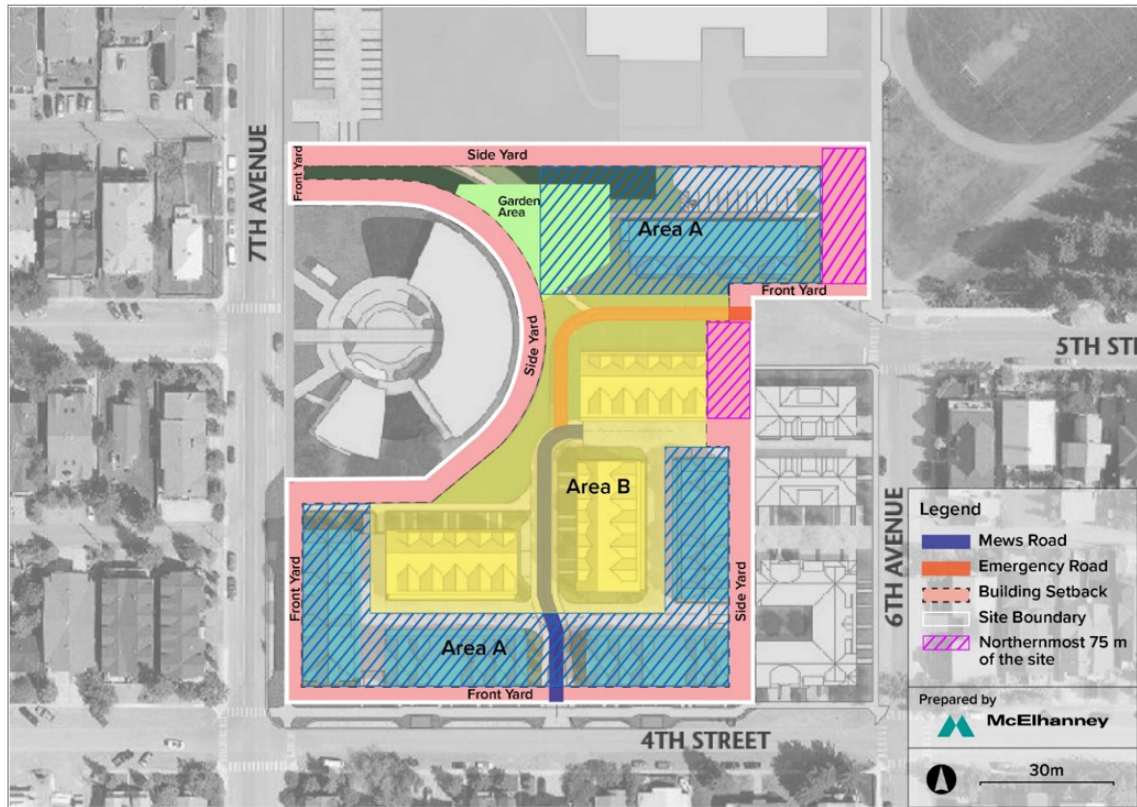 7TH AVENUE
Front Yard
Side Yard
Garden
Area
Area A
Front Yard
Side Yard
5TH STR
Area B
6TH AVENUE
Front Yard
Side Yard
Area A
Front Yard
4TH STREET
Legend
Mews Road
Emergency Road
Building Setback
Site Boundary
Northernmost 75 m
of the site
Prepared by
McElhanney
30m